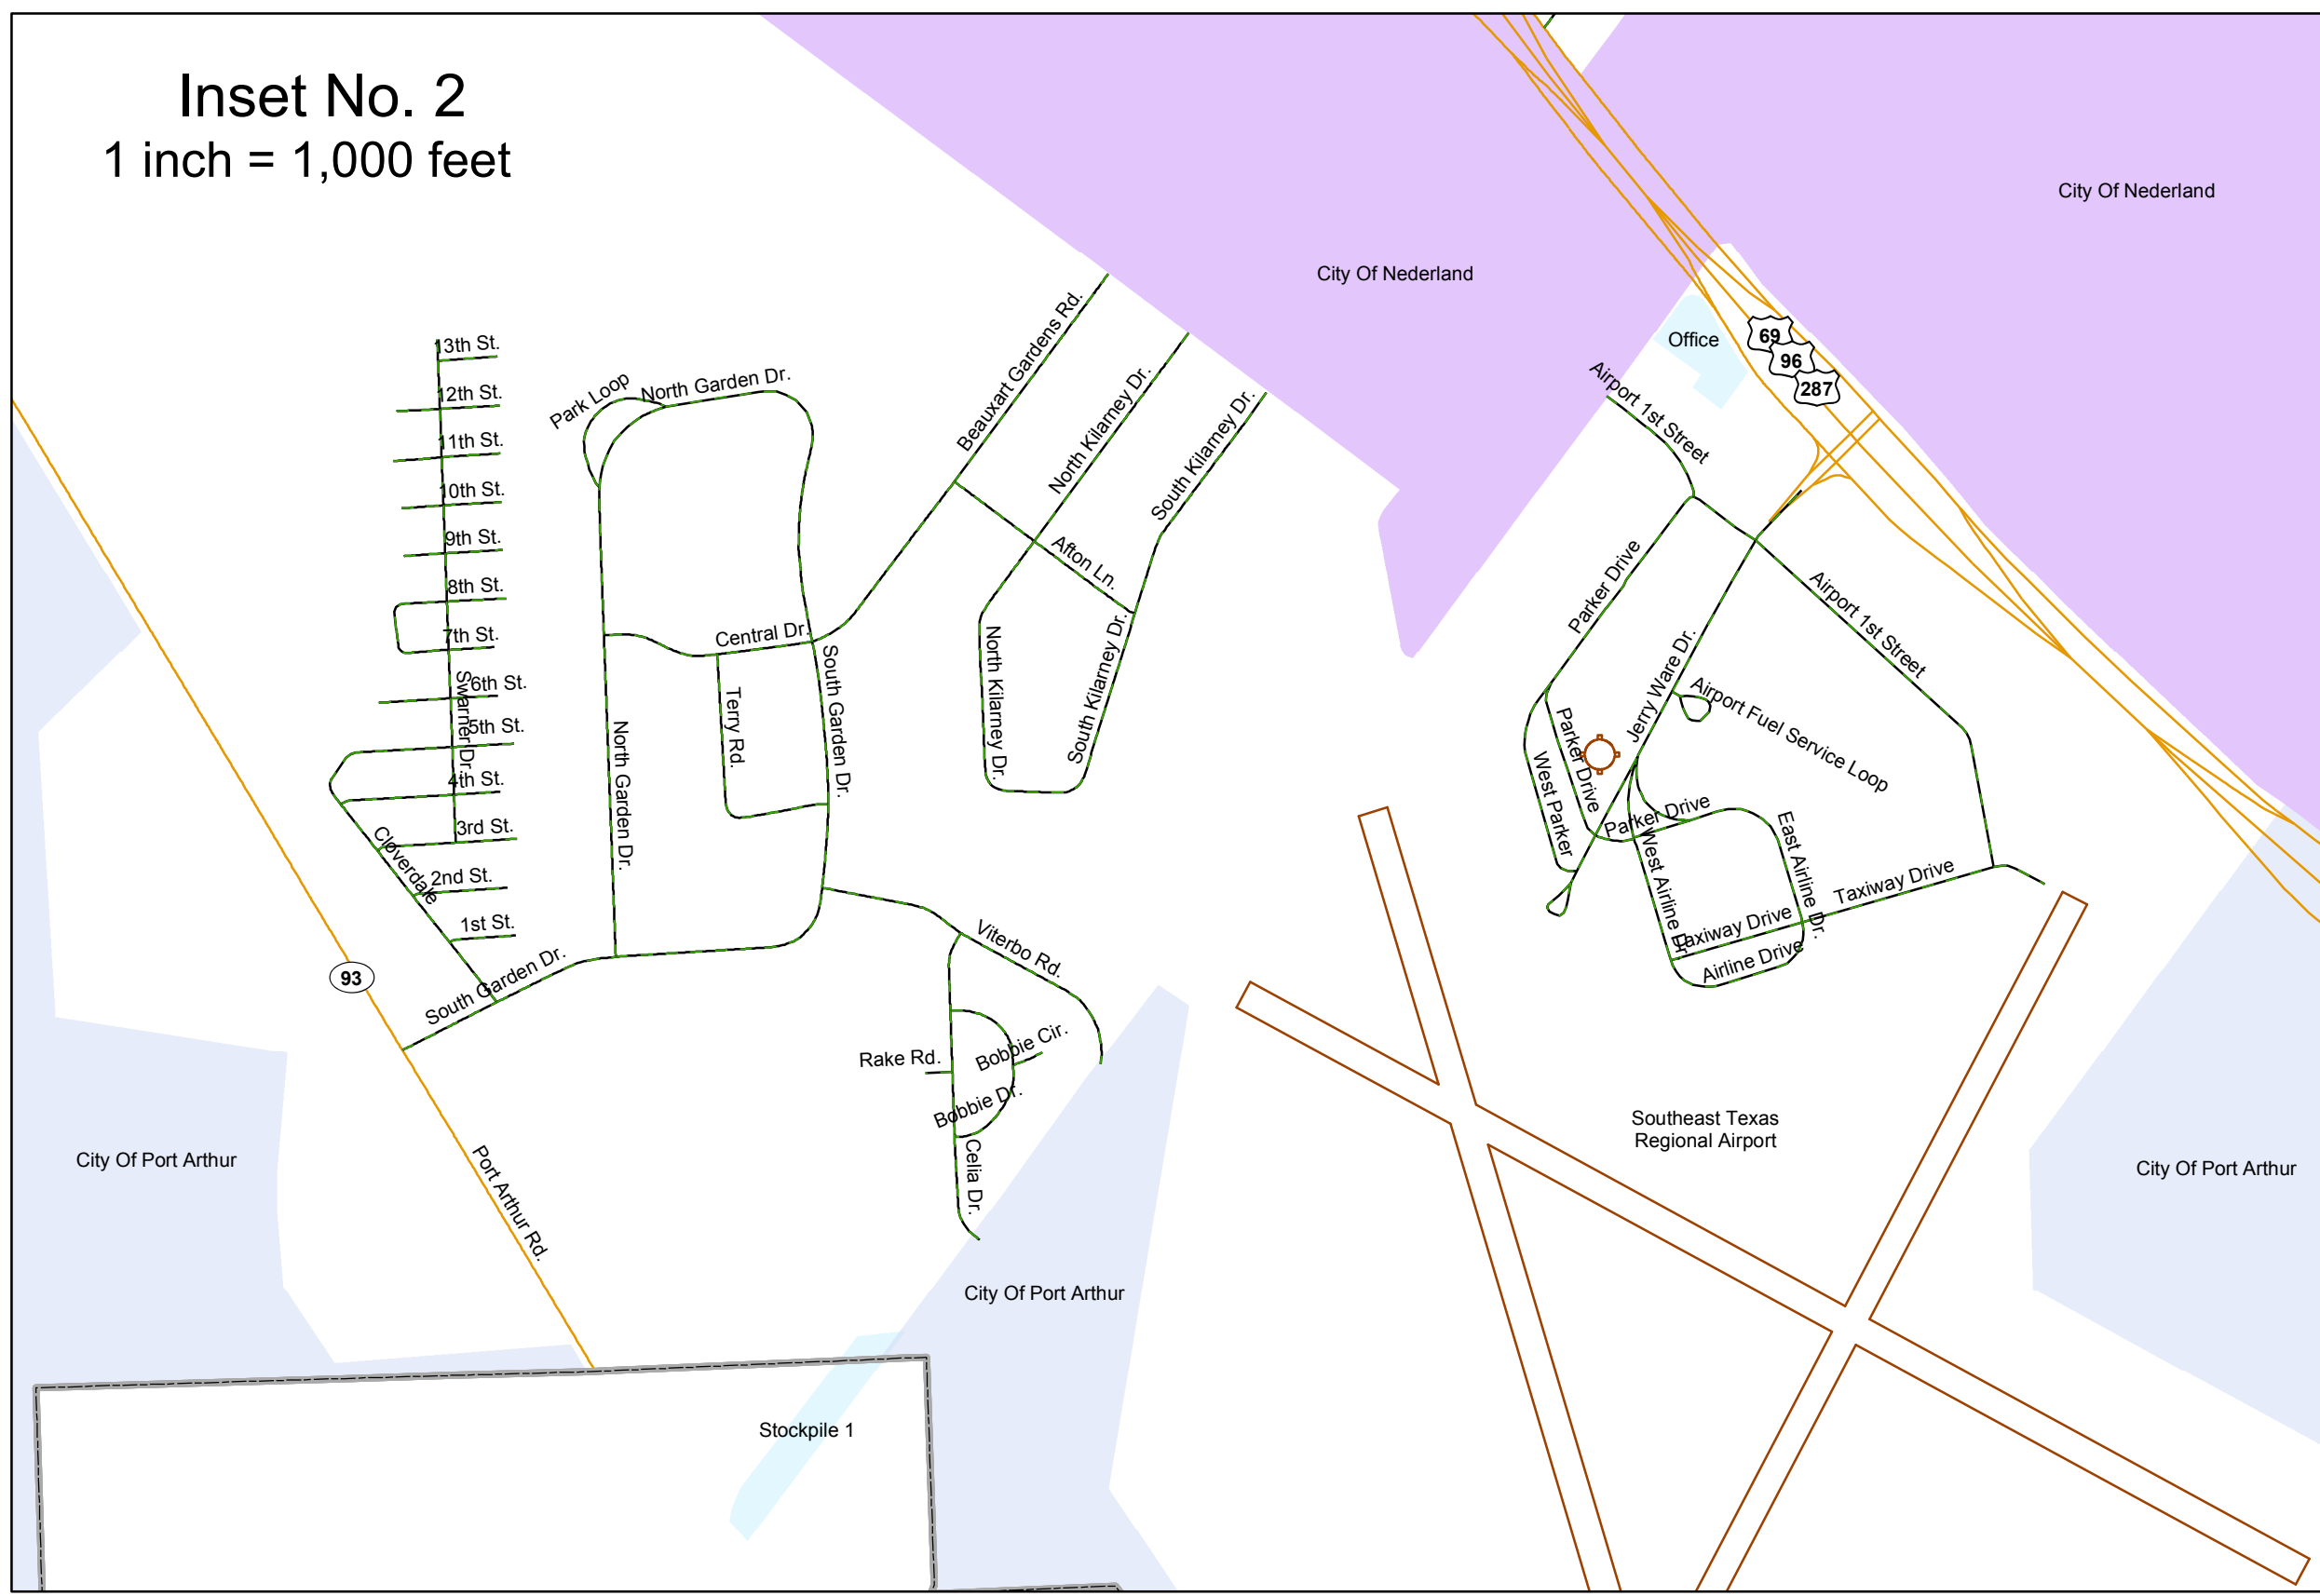 Inset No. 2
1 inch = 1,000 feet
City Of Nederland
City Of Nederland
Office
69
96
287
13th St.
12th St.
11th St.
10th St.
9th St.
8th St.
7th St.
6th St.
5th St.
4th St.
3rd St.
2nd St.
1st St.
Swarner Dr.
Cloverdale
Park Loop
North Garden Dr.
North Garden Dr.
Central Dr.
Terry Rd.
South Garden Dr.
South Garden Dr.
Beauxart Gardens Rd.
North Kilarney Dr.
South Kilarney Dr.
Afton Ln.
North Kilarney Dr.
South Kilarney Dr.
Airport 1st Street
Parker Drive
Airport 1st Street
Jerry Ware Dr.
Airport Fuel Service Loop
Parker Drive
West Parker
Parker Drive
West Airline Dr.
East Airline Dr.
Taxiway Drive
Taxiway Drive
Airline Drive
93
Viterbo Rd.
Rake Rd.
Bobbie Cir.
Bobbie Dr.
Celia Dr.
Port Arthur Rd.
Southeast Texas
Regional Airport
City Of Port Arthur
City Of Port Arthur
City Of Port Arthur
Stockpile 1